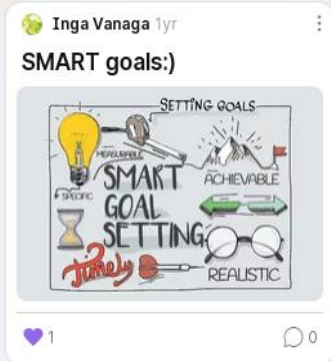 Inga Vanaga 1yr
SMART goals:)
SETTING GOALS
MEASURABLE
SPECIFIC
SMART
GOAL
SETTING
ACHIEVABLE
Timely
REALISTIC
1
0